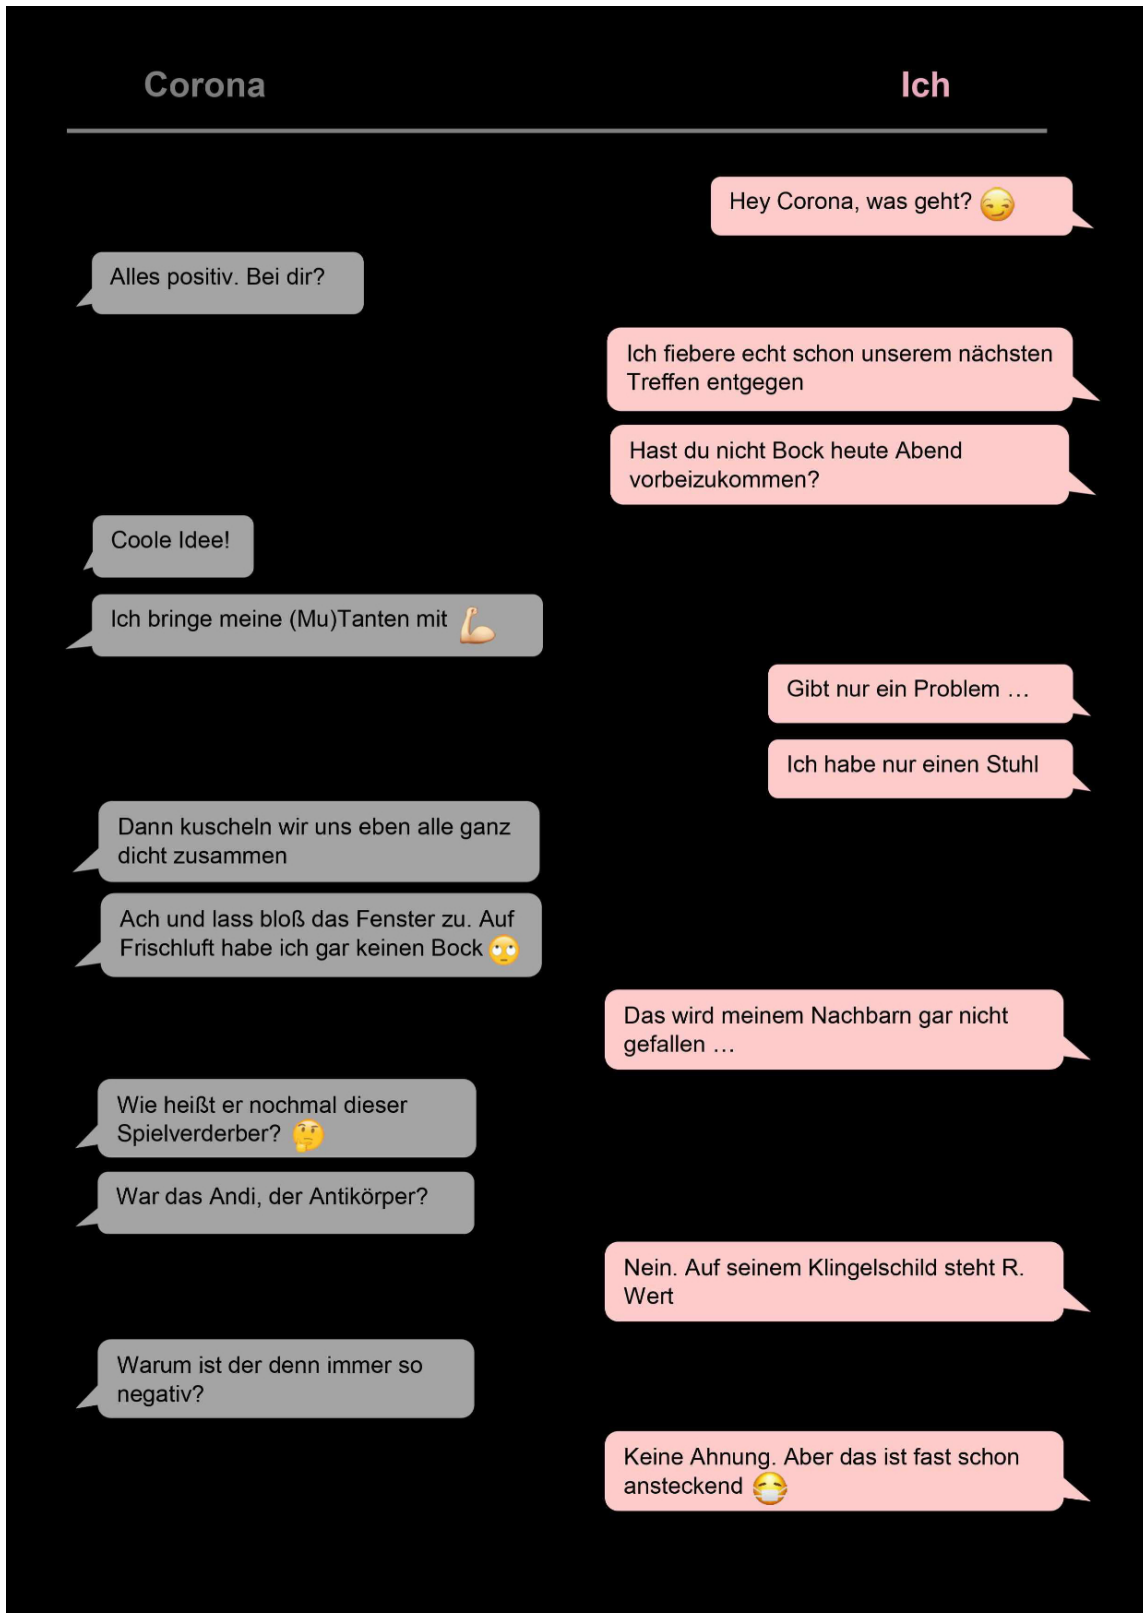 Corona
Ich
Hey Corona, was geht? 😏
Alles positiv. Bei dir?
Ich fiebere echt schon unserem nächsten
Treffen entgegen
Hast du nicht Bock heute Abend
vorbeizukommen?
Coole Idee!
Ich bringe meine (Mu)Tanten mit 💪🏻
Gibt nur ein Problem …
Ich habe nur einen Stuhl
Dann kuscheln wir uns eben alle ganz
dicht zusammen
Ach und lass bloß das Fenster zu. Auf
Frischluft habe ich gar keinen Bock 🙄
Das wird meinem Nachbarn gar nicht
gefallen …
Wie heißt er nochmal dieser
Spielverderber? 🤔
War das Andi, der Antikörper?
Nein. Auf seinem Klingelschild steht R.
Wert
Warum ist der denn immer so
negativ?
Keine Ahnung. Aber das ist fast schon
ansteckend 😷